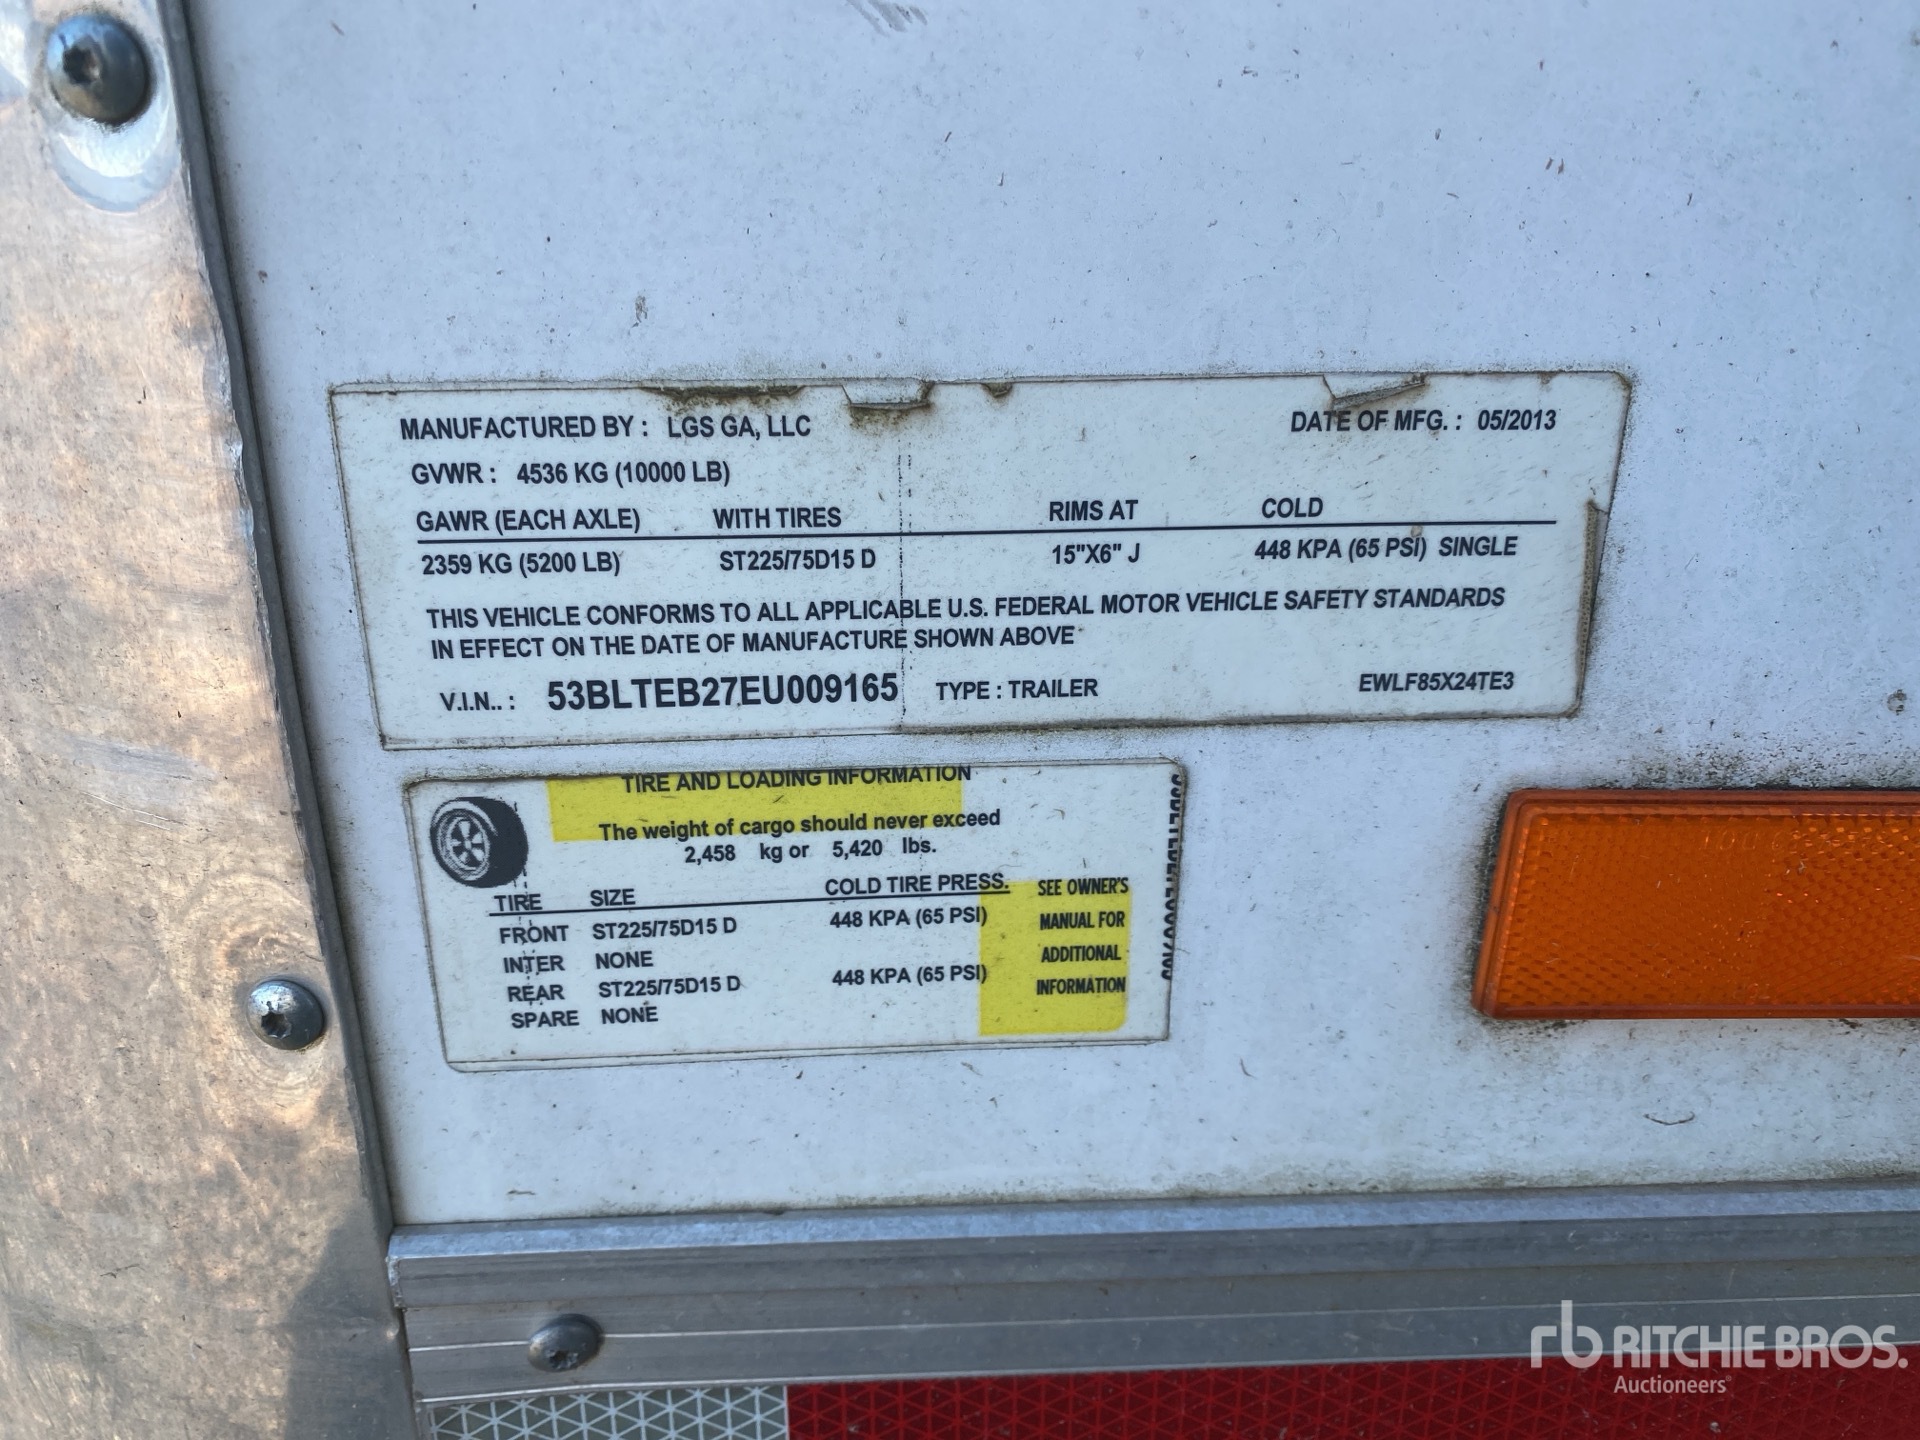 MANUFACTURED BY : LGS GA, LLC DATE OF MFG. : 05/2013
GVWR : 4536 KG (10000 LB)
GAWR (EACH AXLE) WITH TIRES RIMS AT COLD
2359 KG (5200 LB) ST225/75D15 D 15"X6" J 448 KPA (65 PSI) SINGLE
THIS VEHICLE CONFORMS TO ALL APPLICABLE U.S. FEDERAL MOTOR VEHICLE SAFETY STANDARDS
IN EFFECT ON THE DATE OF MANUFACTURE SHOWN ABOVE
V.I.N.. : 53BLTEB27EU009165 TYPE : TRAILER EWLF85X24TE3
TIRE AND LOADING INFORMATION
The weight of cargo should never exceed
2,458 kg or 5,420 lbs.
TIRE SIZE COLD TIRE PRESS. SEE OWNER'S
FRONT ST225/75D15 D 448 KPA (65 PSI) MANUAL FOR
INTER NONE ADDITIONAL
REAR ST225/75D15 D 448 KPA (65 PSI) INFORMATION
SPARE NONE
rb RITCHIE BROS.
Auctioneers